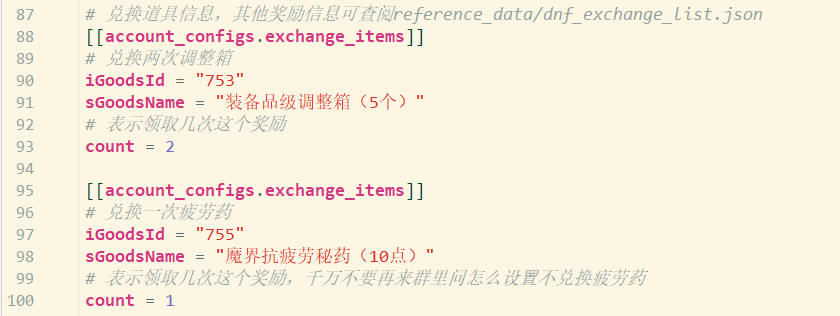 87 # 兑换道具信息，其他奖励信息可查阅reference_data/dnf_exchange_list.json
88 [[account_configs.exchange_items]]
89 # 兑换两次调整箱
90 iGoodsId = "753"
91 sGoodsName = "装备品级调整箱（5个）"
92 # 表示领取几次这个奖励
93 count = 2
94
95 [[account_configs.exchange_items]]
96 # 兑换一次疲劳药
97 iGoodsId = "755"
98 sGoodsName = "魔界抗疲劳秘药（10点）"
99 # 表示领取几次这个奖励，千万不要再来群里问怎么设置不兑换疲劳药
100 count = 1